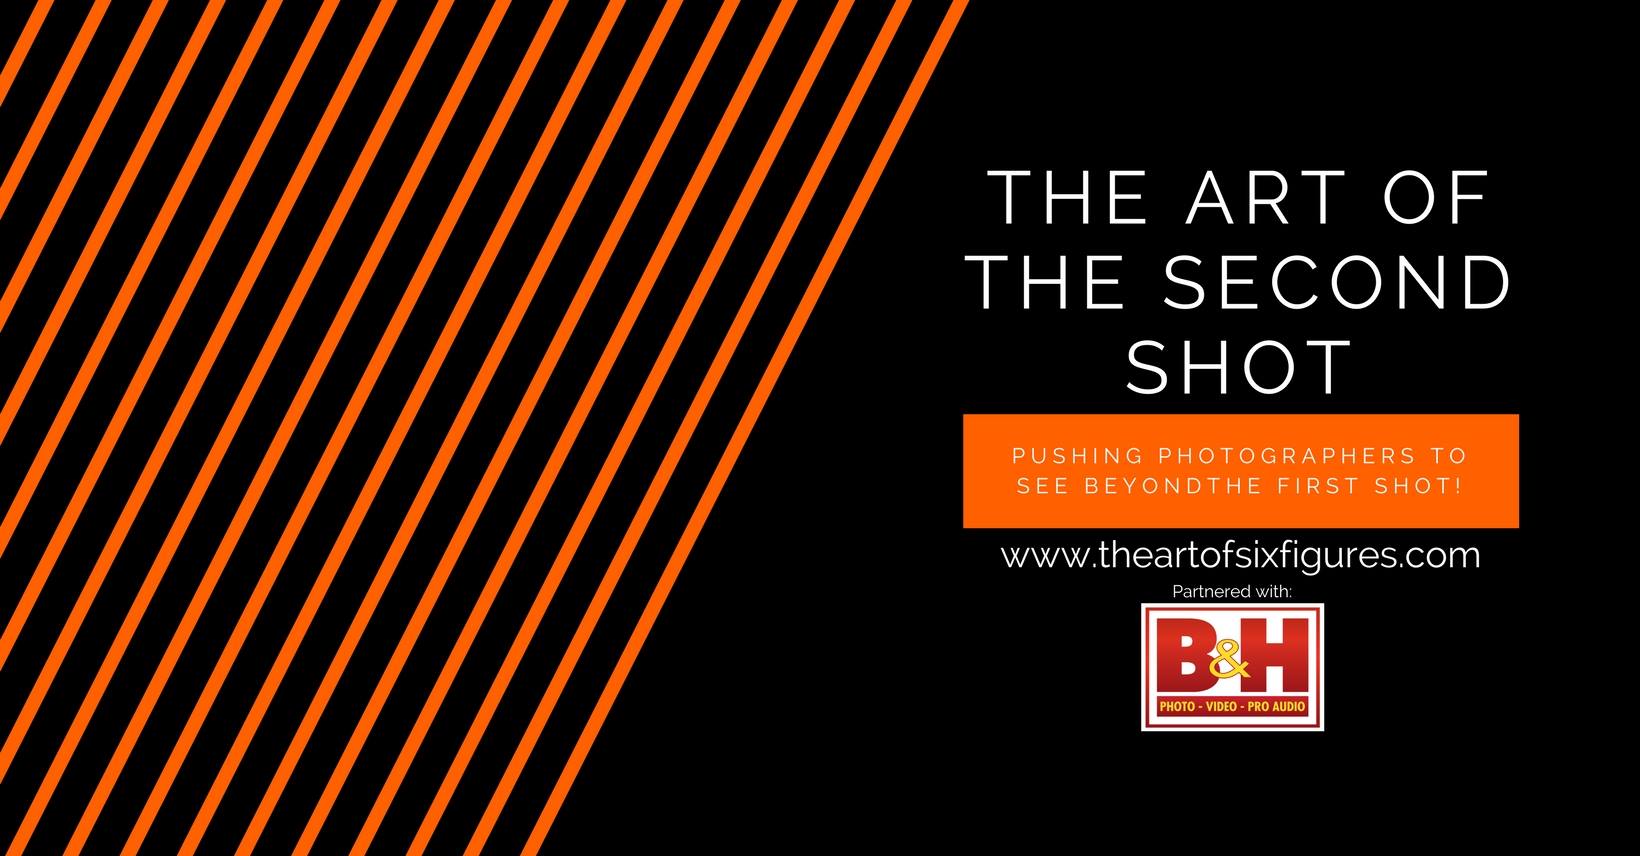 THE ART OF
THE SECOND
SHOT
PUSHING PHOTOGRAPHERS TO
SEE BEYONDTHE FIRST SHOT!
www.theartofsixfigures.com
Partnered with:
B&H
PHOTO - VIDEO - PRO AUDIO